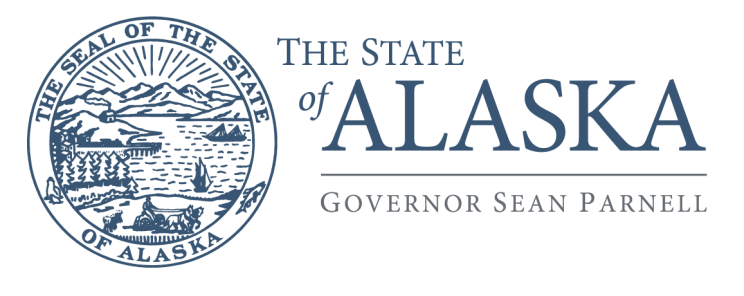 THE SEAL OF THE STATE
OF ALASKA
THE STATE
of ALASKA
GOVERNOR SEAN PARNELL